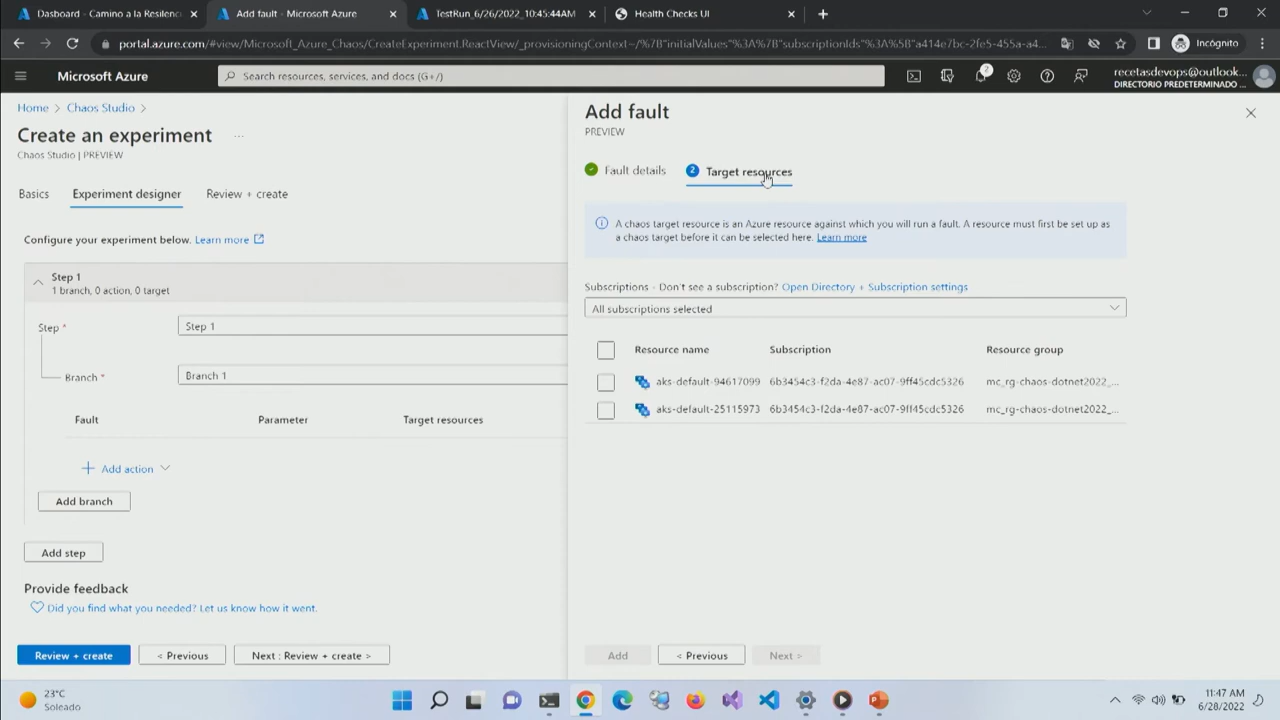 Dasboard - Camino a la Resilenc
Add fault - Microsoft Azure
TestRun_6/26/2022_10:45:44AM
Health Checks UI
portal.azure.com/#view/Microsoft_Azure_Chaos/CreateExperiment.ReactView/_provisioningContext~/%7B"initialValues"%3A%7B"subscriptionIds"%3A%5B"a414e7bc-2fe5-455a-a4...
Incógnito
Microsoft Azure
Search resources, services, and docs (G+/)
2
recetasdevops@outlook...
DIRECTORIO PREDETERMINADO ...
Home > Chaos Studio >
Create an experiment ...
Chaos Studio | PREVIEW
Basics
Experiment designer
Review + create
Configure your experiment below. Learn more
Step 1
1 branch, 0 action, 0 target
Step *
Step 1
Branch *
Branch 1
Fault
Parameter
Target resources
+ Add action
Add branch
Add step
Provide feedback
Did you find what you needed? Let us know how it went.
Review + create
< Previous
Next : Review + create >
Add fault
PREVIEW
Fault details
2 Target resources
A chaos target resource is an Azure resource against which you will run a fault. A resource must first be set up as
a chaos target before it can be selected here. Learn more
Subscriptions - Don't see a subscription? Open Directory + Subscription settings
All subscriptions selected
Resource name Subscription Resource group
aks-default-94617099 6b3454c3-f2da-4e87-ac07-9ff45cdc5326 mc_rg-chaos-dotnet2022_...
aks-default-25115973 6b3454c3-f2da-4e87-ac07-9ff45cdc5326 mc_rg-chaos-dotnet2022_...
Add
< Previous
Next >
23°C
Soleado
11:47 AM
6/28/2022